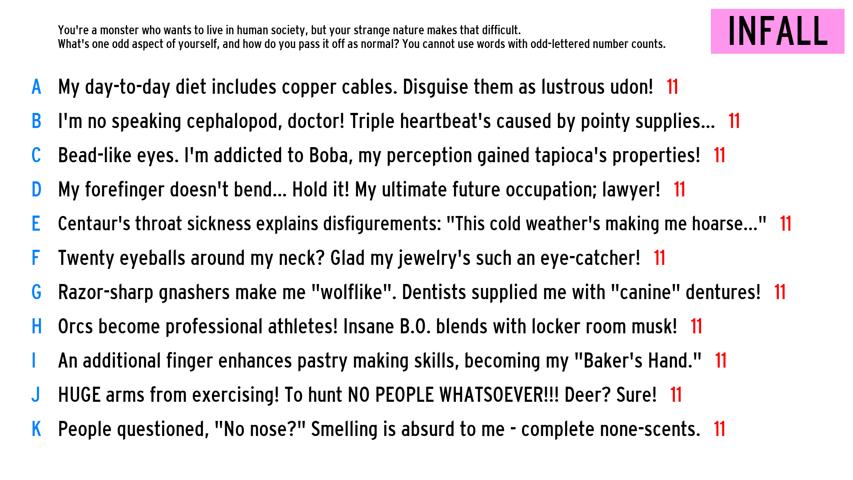 You're a monster who wants to live in human society, but your strange nature makes that difficult.
What's one odd aspect of yourself, and how do you pass it off as normal? You cannot use words with odd-lettered number counts.
INFALL
A My day-to-day diet includes copper cables. Disguise them as lustrous udon! 11
B I'm no speaking cephalopod, doctor! Triple heartbeat's caused by pointy supplies... 11
C Bead-like eyes. I'm addicted to Boba, my perception gained tapioca's properties! 11
D My forefinger doesn't bend... Hold it! My ultimate future occupation; lawyer! 11
E Centaur's throat sickness explains disfigurements: "This cold weather's making me hoarse..." 11
F Twenty eyeballs around my neck? Glad my jewelry's such an eye-catcher! 11
G Razor-sharp gnashers make me "wolflike". Dentists supplied me with "canine" dentures! 11
H Orcs become professional athletes! Insane B.O. blends with locker room musk! 11
I An additional finger enhances pastry making skills, becoming my "Baker's Hand." 11
J HUGE arms from exercising! To hunt NO PEOPLE WHATSOEVER!!! Deer? Sure! 11
K People questioned, "No nose?" Smelling is absurd to me - complete none-scents. 11